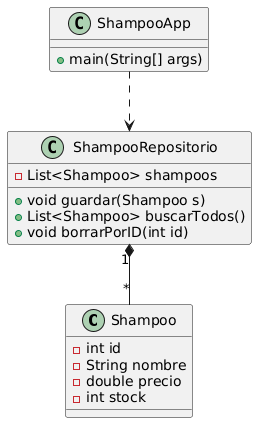 C ShampooApp
main(String[] args)
C ShampooRepositorio
List<Shampoo> shampoos
void guardar(Shampoo s)
List<Shampoo> buscarTodos()
void borrarPorID(int id)
1
*
C Shampoo
int id
String nombre
double precio
int stock